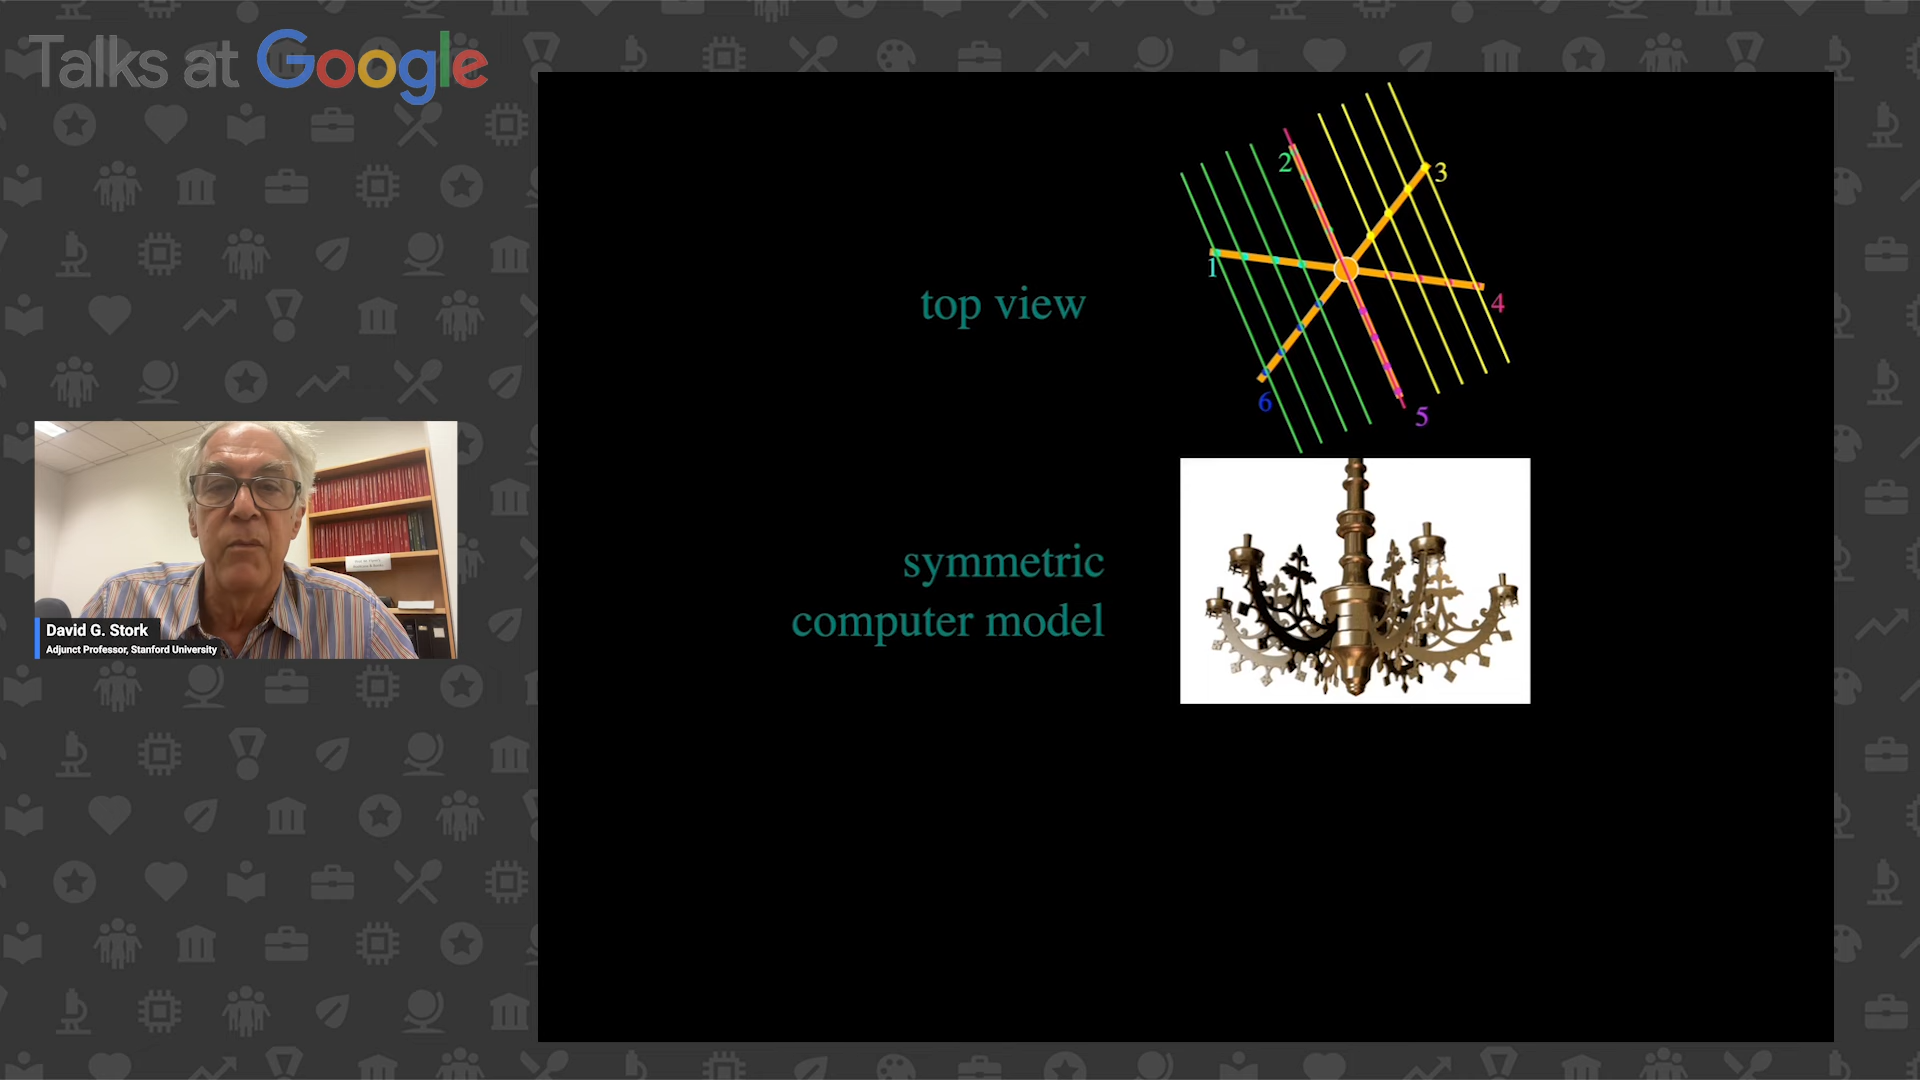 Talks at Google
2
3
1
top view
4
6
5
symmetric
computer model
David G. Stork
Adjunct Professor, Stanford University